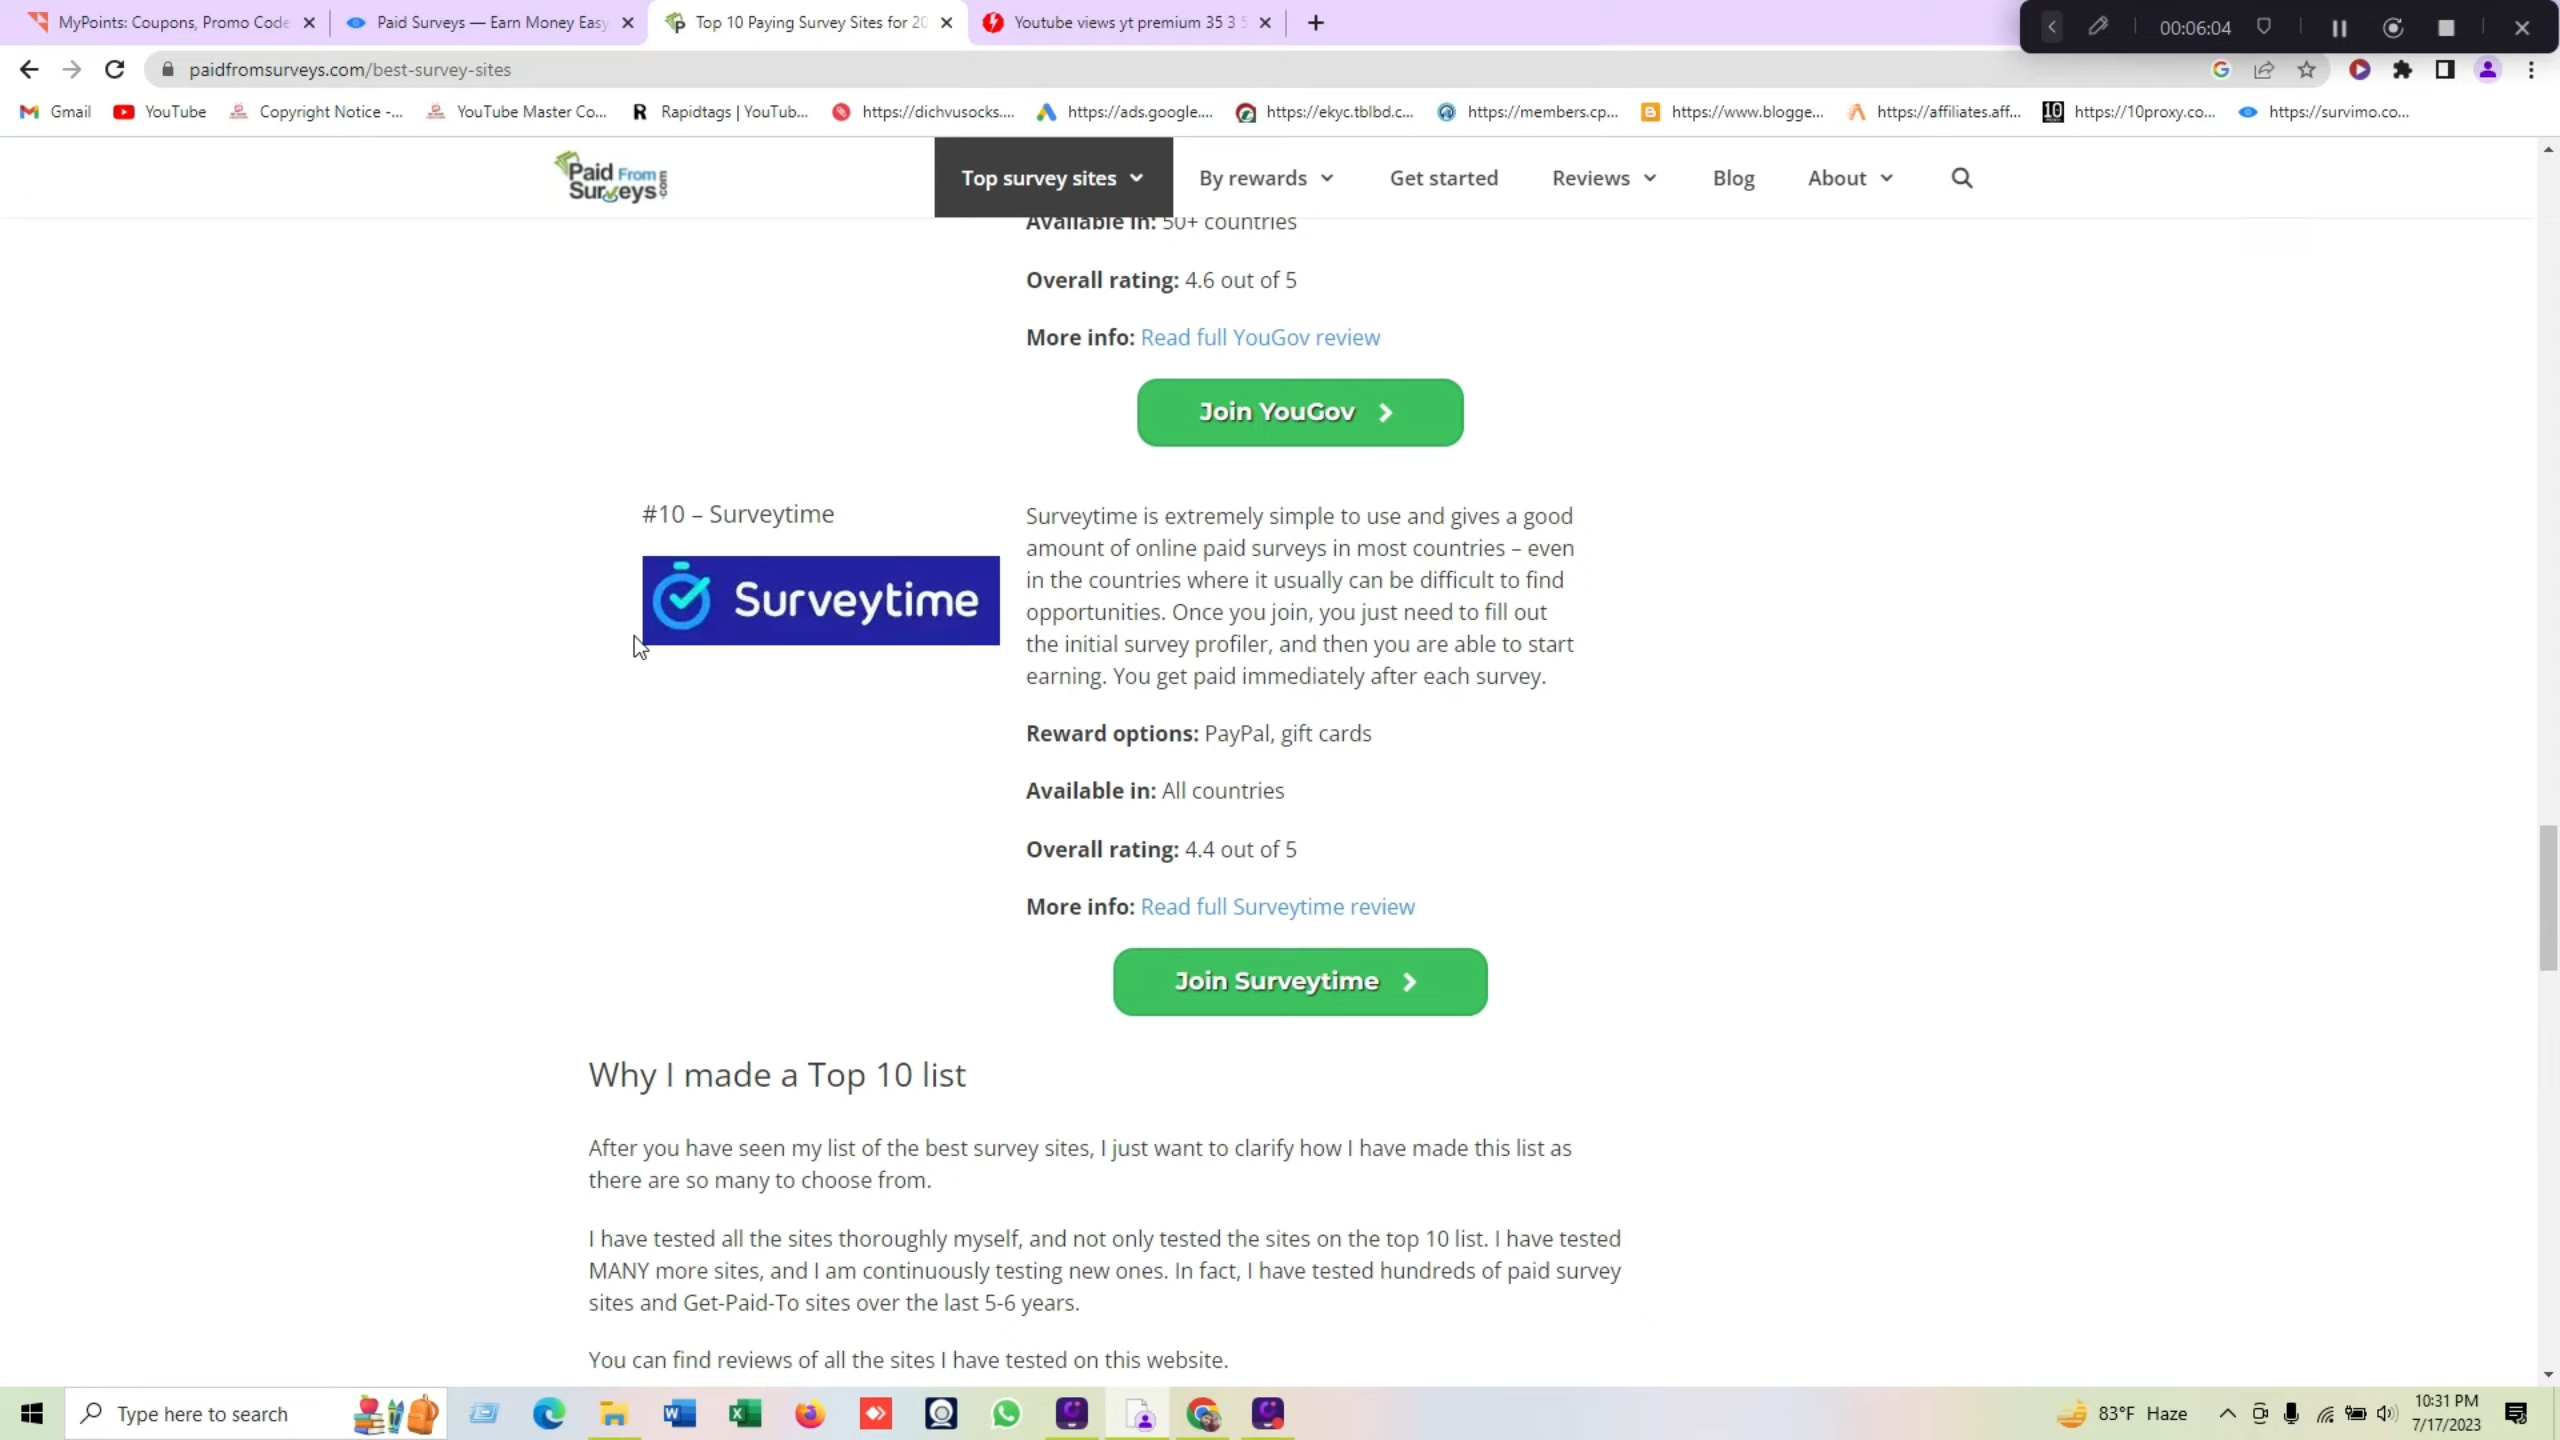 MyPoints: Coupons, Promo Code
Paid Surveys — Earn Money Easy
Top 10 Paying Survey Sites for 20
Youtube views yt premium 35 3 5
00:06:04
paidfromsurveys.com/best-survey-sites
Gmail
YouTube
Copyright Notice -...
YouTube Master Co...
Rapidtags | YouTub...
https://dichvusocks....
https://ads.google....
https://ekyc.tblbd.c...
https://members.cp...
https://www.blogge...
https://affiliates.aff...
https://10proxy.co...
https://survimo.co...
Paid From
Surveys.com
Top survey sites
By rewards
Get started
Reviews
Blog
About
Available in: 50+ countries
Overall rating: 4.6 out of 5
More info: Read full YouGov review
Join YouGov
#10 – Surveytime
Surveytime
Surveytime is extremely simple to use and gives a good
amount of online paid surveys in most countries – even
in the countries where it usually can be difficult to find
opportunities. Once you join, you just need to fill out
the initial survey profiler, and then you are able to start
earning. You get paid immediately after each survey.
Reward options: PayPal, gift cards
Available in: All countries
Overall rating: 4.4 out of 5
More info: Read full Surveytime review
Join Surveytime
Why I made a Top 10 list
After you have seen my list of the best survey sites, I just want to clarify how I have made this list as
there are so many to choose from.
I have tested all the sites thoroughly myself, and not only tested the sites on the top 10 list. I have tested
MANY more sites, and I am continuously testing new ones. In fact, I have tested hundreds of paid survey
sites and Get-Paid-To sites over the last 5-6 years.
You can find reviews of all the sites I have tested on this website.
Type here to search
83°F Haze
10:31 PM
7/17/2023